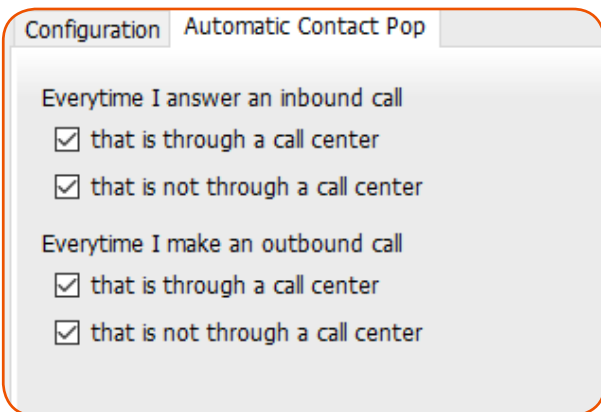 Configuration Automatic Contact Pop
Everytime I answer an inbound call
that is through a call center
that is not through a call center
Everytime I make an outbound call
that is through a call center
that is not through a call center